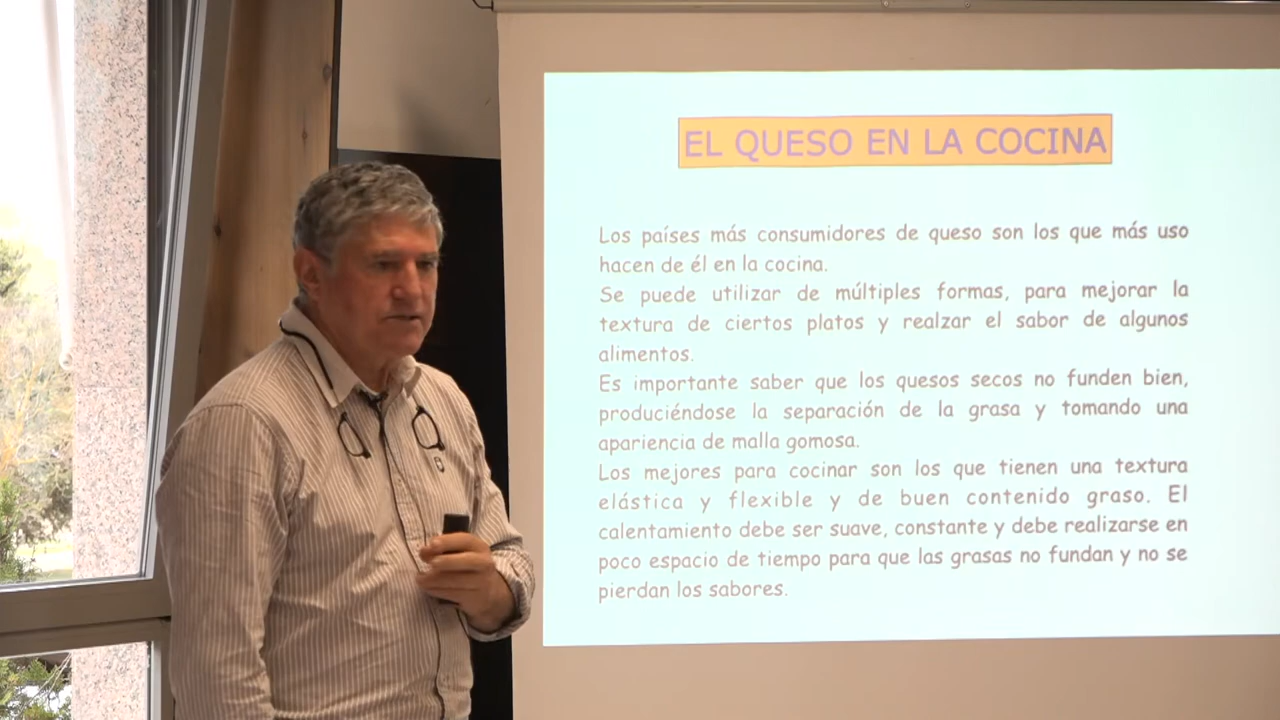 EL QUESO EN LA COCINA
Los países más consumidores de queso son los que más uso
hacen de él en la cocina.
Se puede utilizar de múltiples formas, para mejorar la
textura de ciertos platos y realzar el sabor de algunos
alimentos.
Es importante saber que los quesos secos no funden bien,
produciéndose la separación de la grasa y tomando una
apariencia de malla gomosa.
Los mejores para cocinar son los que tienen una textura
elástica y flexible y de buen contenido graso. El
calentamiento debe ser suave, constante y debe realizarse en
poco espacio de tiempo para que las grasas no fundan y no se
pierdan los sabores.